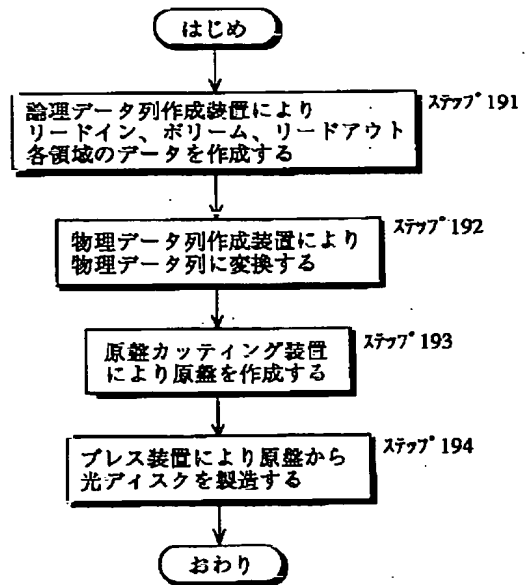 はじめ
ステップ191
論理データ列作成装置により
リードイン、ボリーム、リードアウト
各領域のデータを作成する
ステップ192
物理データ列作成装置により
物理データ列に変換する
ステップ193
原盤カッティング装置
により原盤を作成する
ステップ194
プレス装置により原盤から
光ディスクを製造する
おわり